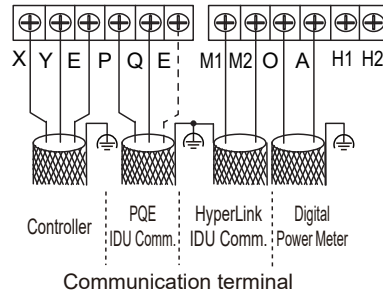 X Y E P Q E M1 M2 O A H1 H2
Controller PQE HyperLink Digital
IDU Comm. IDU Comm. Power Meter
Communication terminal